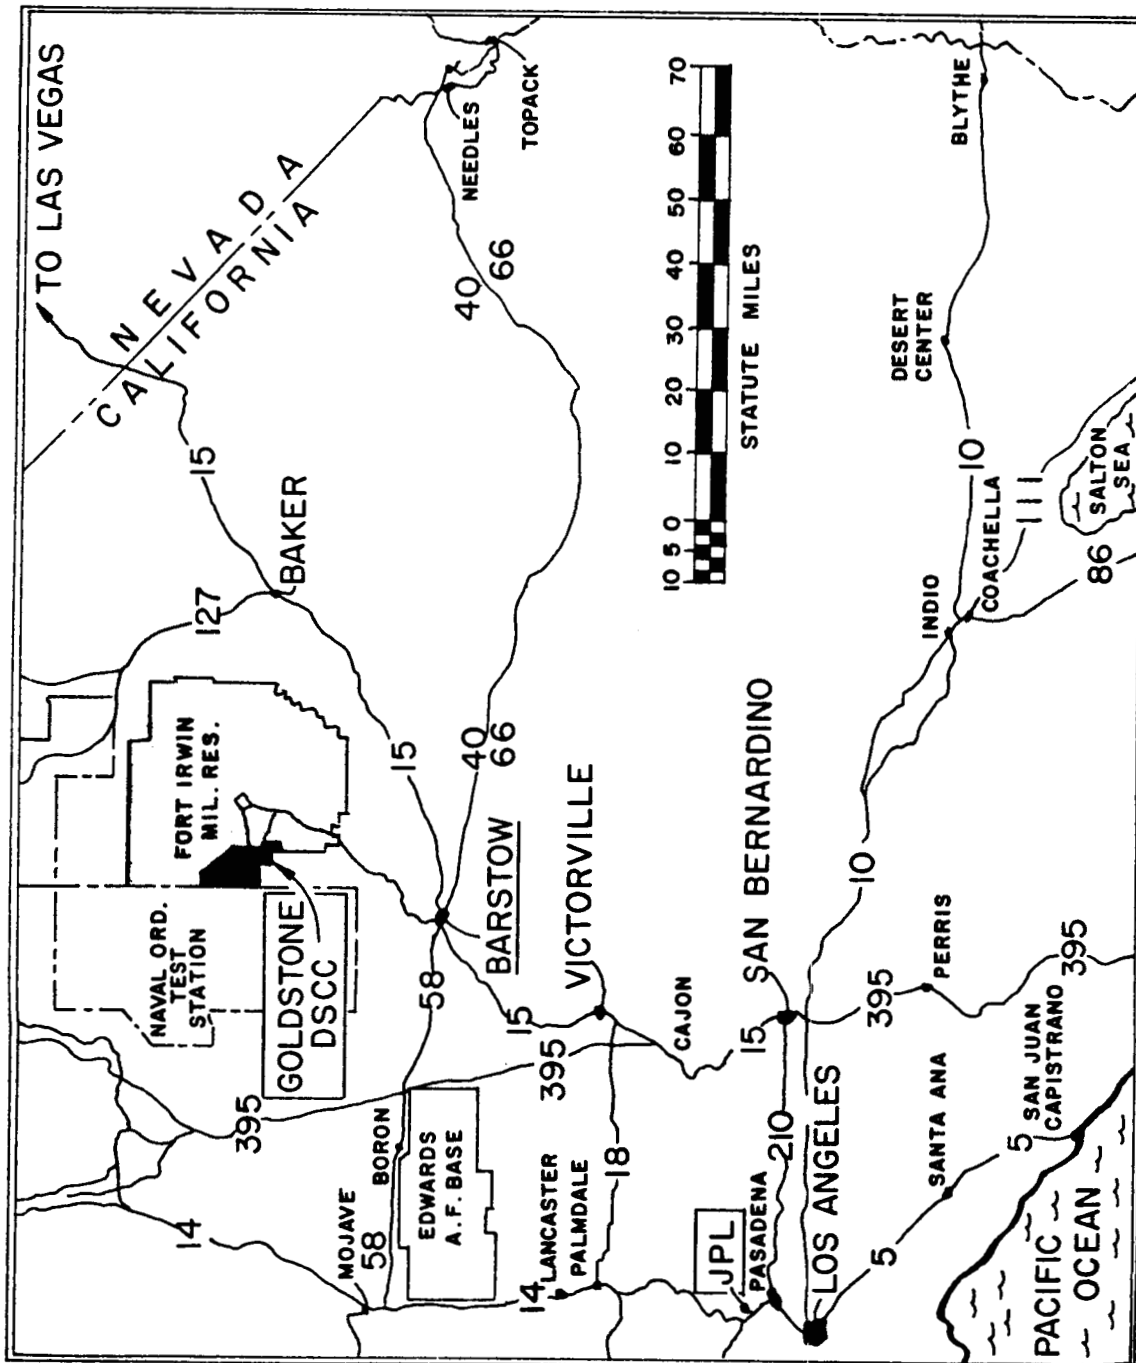 TO LAS VEGAS
NEVADA
CALIFORNIA
15
127
BAKER
NEEDLES
TOPACK
40
66
FORT IRWIN
MIL. RES.
NAVAL ORD.
TEST
STATION
GOLDSTONE
DSCC
15
40
66
BARSTOW
58
15
395
395
14
MOJAVE
58
BORON
EDWARDS
A.F. BASE
VICTORVILLE
CAJON
18
14
LANCASTER
PALMDALE
10 5 0 10 20 30 40 50 60 70
STATUTE MILES
SAN BERNARDINO
15
210
JPL
PASADENA
LOS ANGELES
10
395
PERRIS
395
INDIO
COACHELLA
10
111
86
SALTON
SEA
DESERT
CENTER
BLYTHE
5
SANTA ANA
5
SAN JUAN
CAPISTRANO
PACIFIC
OCEAN